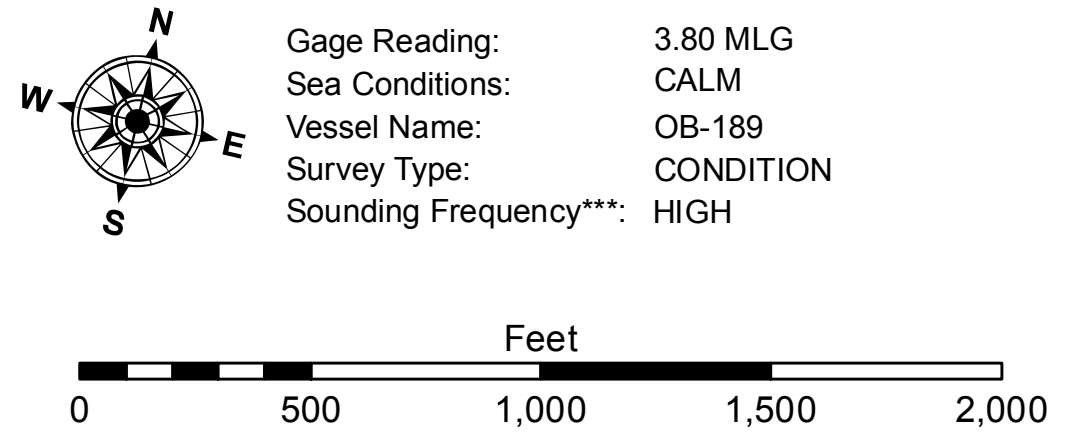 N
W
E
S
Gage Reading: 3.80 MLG
Sea Conditions: CALM
Vessel Name: OB-189
Survey Type: CONDITION
Sounding Frequency***: HIGH
Feet
0 500 1,000 1,500 2,000